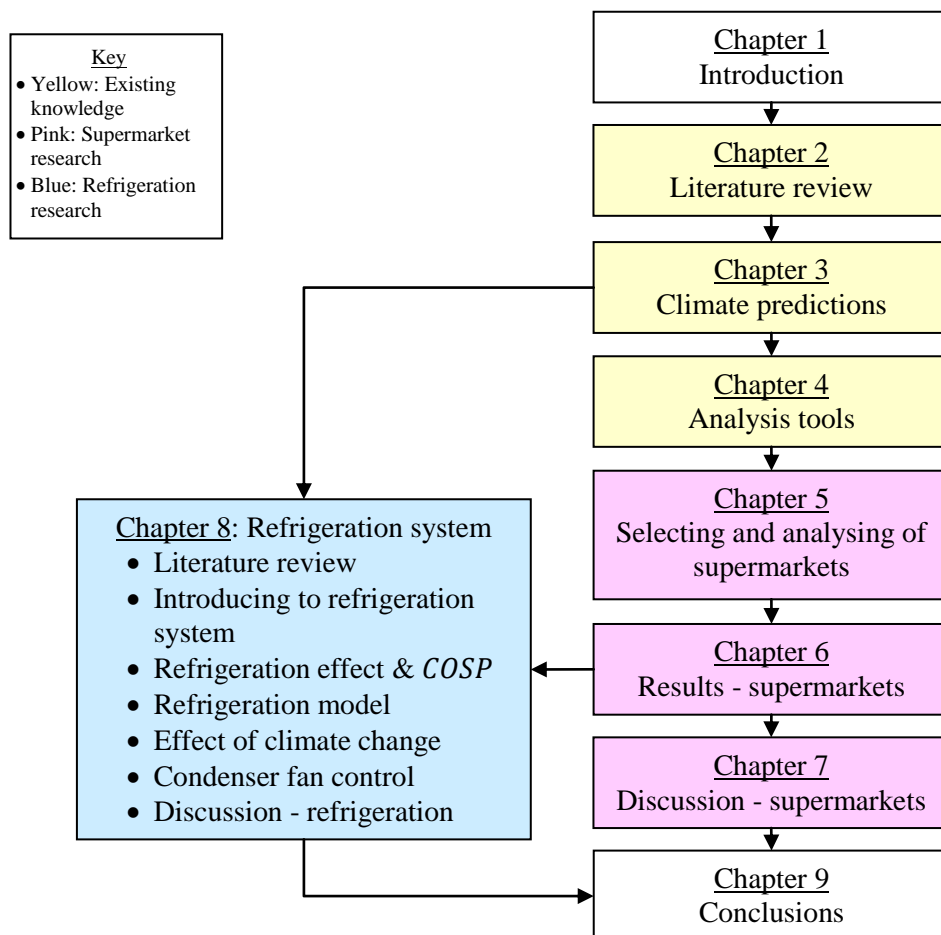 Key
• Yellow: Existing
knowledge
• Pink: Supermarket
research
• Blue: Refrigeration
research
Chapter 1
Introduction
Chapter 2
Literature review
Chapter 3
Climate predictions
Chapter 4
Analysis tools
Chapter 5
Selecting and analysing of
supermarkets
Chapter 6
Results - supermarkets
Chapter 7
Discussion - supermarkets
Chapter 8: Refrigeration system
• Literature review
• Introducing to refrigeration
system
• Refrigeration effect & COSP
• Refrigeration model
• Effect of climate change
• Condenser fan control
• Discussion - refrigeration
Chapter 9
Conclusions